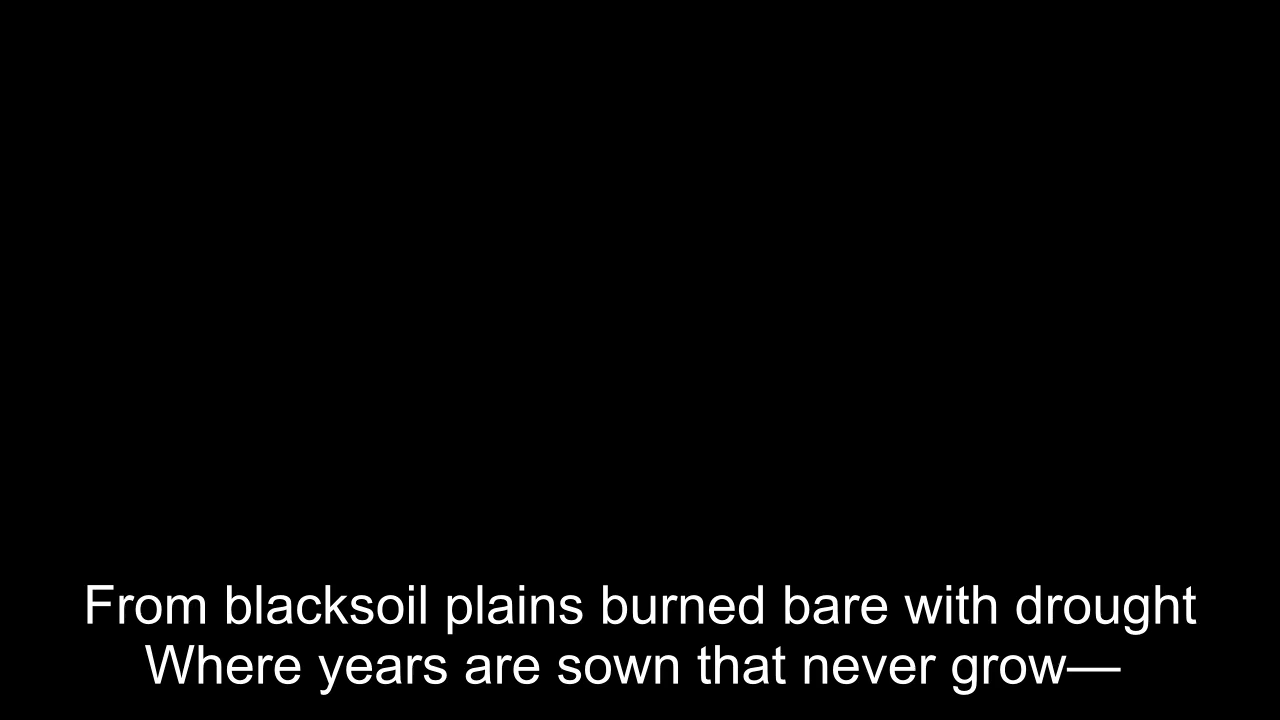 From blacksoil plains burned bare with drought
Where years are sown that never grow—